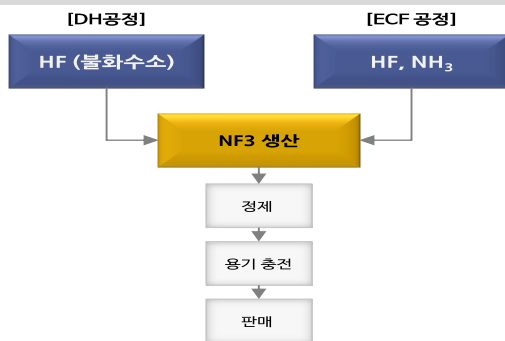 [DH공정]
[ECF 공정]
HF (불화수소)
HF, NH₃
NF3 생산
정제
용기 충전
판매